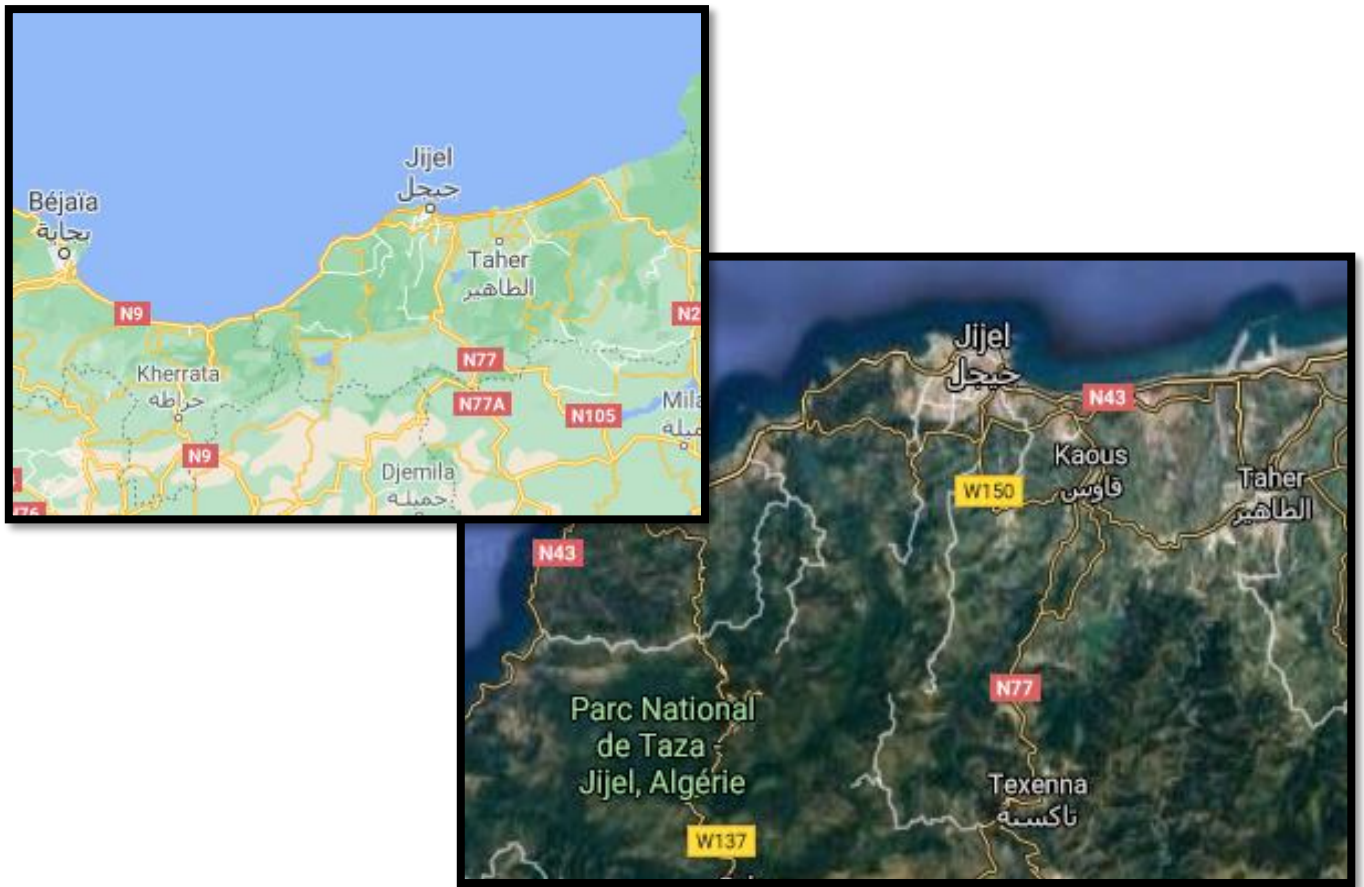 Jijel
جيجل
Béjaïa
بجاية
Taher
الطاهير
N9
N2
Kherrata
خراطة
N77
N77A
N105
Mila
ميلة
N9
Djemila
جميلة
Jijel
جيجل
N43
Kaous
قاوس
W150
Taher
الطاهير
N43
N77
Parc National
de Taza -
Jijel, Algérie
Texenna
تاكسنة
W137